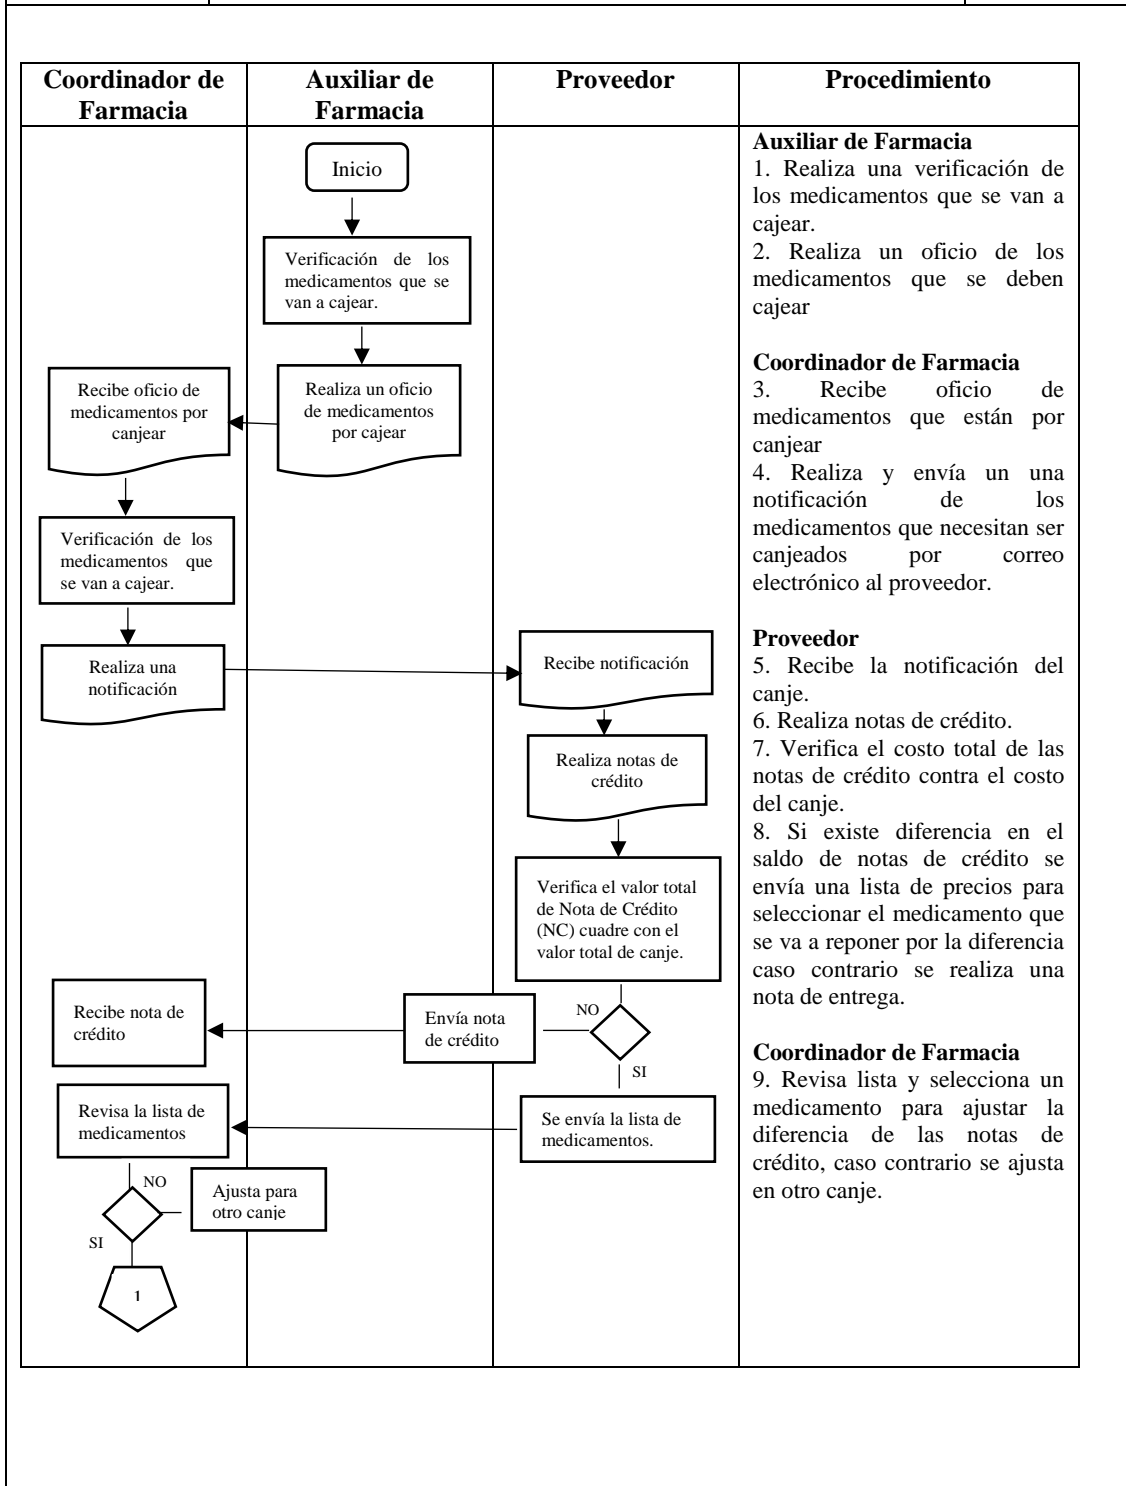 Coordinador de
Farmacia
Auxiliar de
Farmacia
Proveedor
Procedimiento
Inicio
Verificación de los
medicamentos que se
van a cajear.
Realiza un oficio
de medicamentos
por cajear
Recibe oficio de
medicamentos por
canjear
Verificación de los
medicamentos que
se van a cajear.
Realiza una
notificación
Recibe notificación
Realiza notas de
crédito
Verifica el valor total
de Nota de Crédito
(NC) cuadre con el
valor total de canje.
NO
Envía nota
de crédito
Recibe nota de
crédito
SI
Se envía la lista de
medicamentos.
Revisa la lista de
medicamentos
NO
Ajusta para
otro canje
SI
1
Auxiliar de Farmacia
1. Realiza una verificación de
los medicamentos que se van a
cajear.
2. Realiza un oficio de los
medicamentos que se deben
cajear
Coordinador de Farmacia
3. Recibe oficio de
medicamentos que están por
canjear
4. Realiza y envía un una
notificación de los
medicamentos que necesitan ser
canjeados por correo
electrónico al proveedor.
Proveedor
5. Recibe la notificación del
canje.
6. Realiza notas de crédito.
7. Verifica el costo total de las
notas de crédito contra el costo
del canje.
8. Si existe diferencia en el
saldo de notas de crédito se
envía una lista de precios para
seleccionar el medicamento que
se va a reponer por la diferencia
caso contrario se realiza una
nota de entrega.
Coordinador de Farmacia
9. Revisa lista y selecciona un
medicamento para ajustar la
diferencia de las notas de
crédito, caso contrario se ajusta
en otro canje.